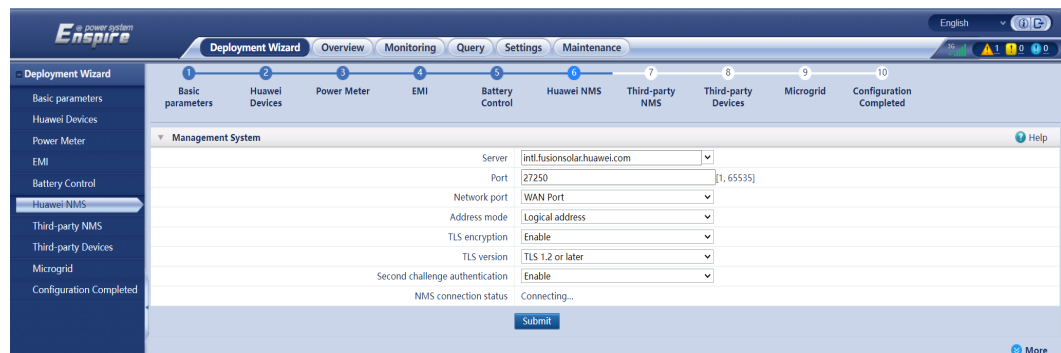 e power system
Enspire
English
Deployment Wizard Overview Monitoring Query Settings Maintenance
3G 1 0 0
Deployment Wizard
Basic parameters
Huawei Devices
Power Meter
EMI
Battery Control
Huawei NMS
Third-party NMS
Third-party Devices
Microgrid
Configuration Completed
1 2 3 4 5 6 7 8 9 10
Basic parameters
Huawei Devices
Power Meter
EMI
Battery Control
Huawei NMS
Third-party NMS
Third-party Devices
Microgrid
Configuration Completed
Management System Help
Server intl.fusionsolar.huawei.com
Port 27250 [1, 65535]
Network port WAN Port
Address mode Logical address
TLS encryption Enable
TLS version TLS 1.2 or later
Second challenge authentication Enable
NMS connection status Connecting...
Submit
More